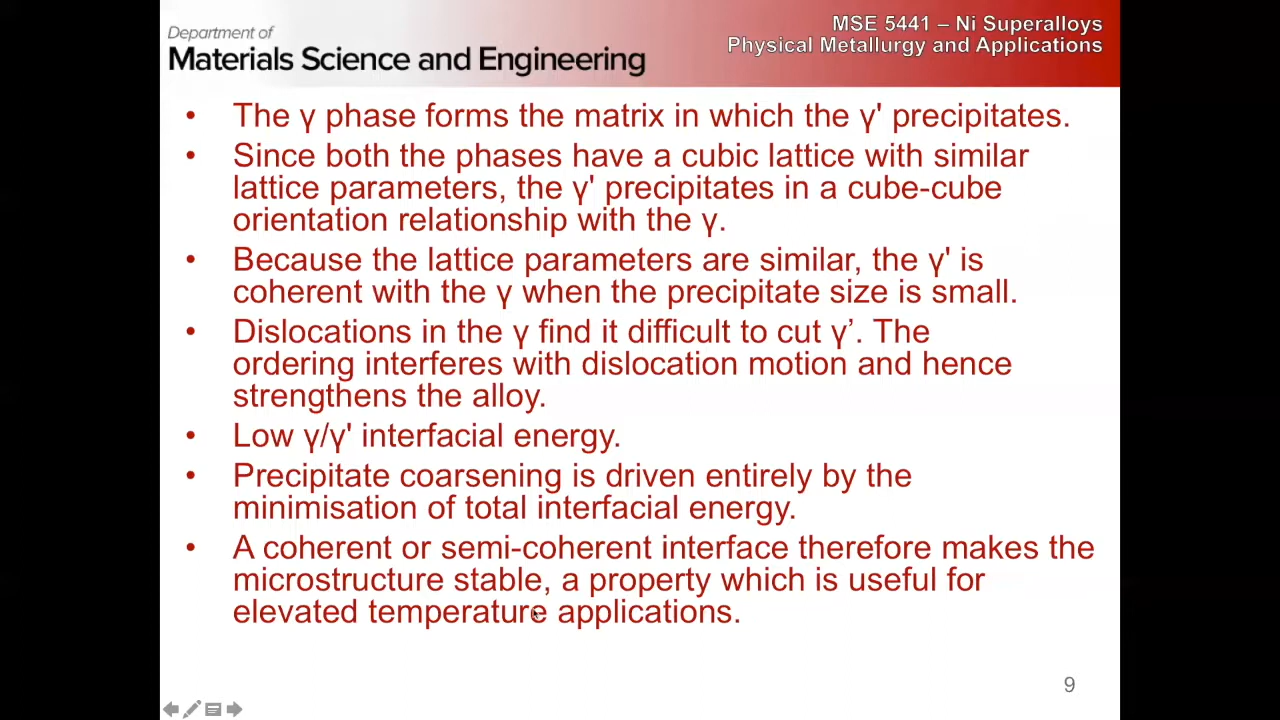 Department of
Materials Science and Engineering
MSE 5441 – Ni Superalloys
Physical Metallurgy and Applications
• The γ phase forms the matrix in which the γ' precipitates.
• Since both the phases have a cubic lattice with similar
lattice parameters, the γ' precipitates in a cube-cube
orientation relationship with the γ.
• Because the lattice parameters are similar, the γ' is
coherent with the γ when the precipitate size is small.
• Dislocations in the γ find it difficult to cut γ’. The
ordering interferes with dislocation motion and hence
strengthens the alloy.
• Low γ/γ' interfacial energy.
• Precipitate coarsening is driven entirely by the
minimisation of total interfacial energy.
• A coherent or semi-coherent interface therefore makes the
microstructure stable, a property which is useful for
elevated temperature applications.
9